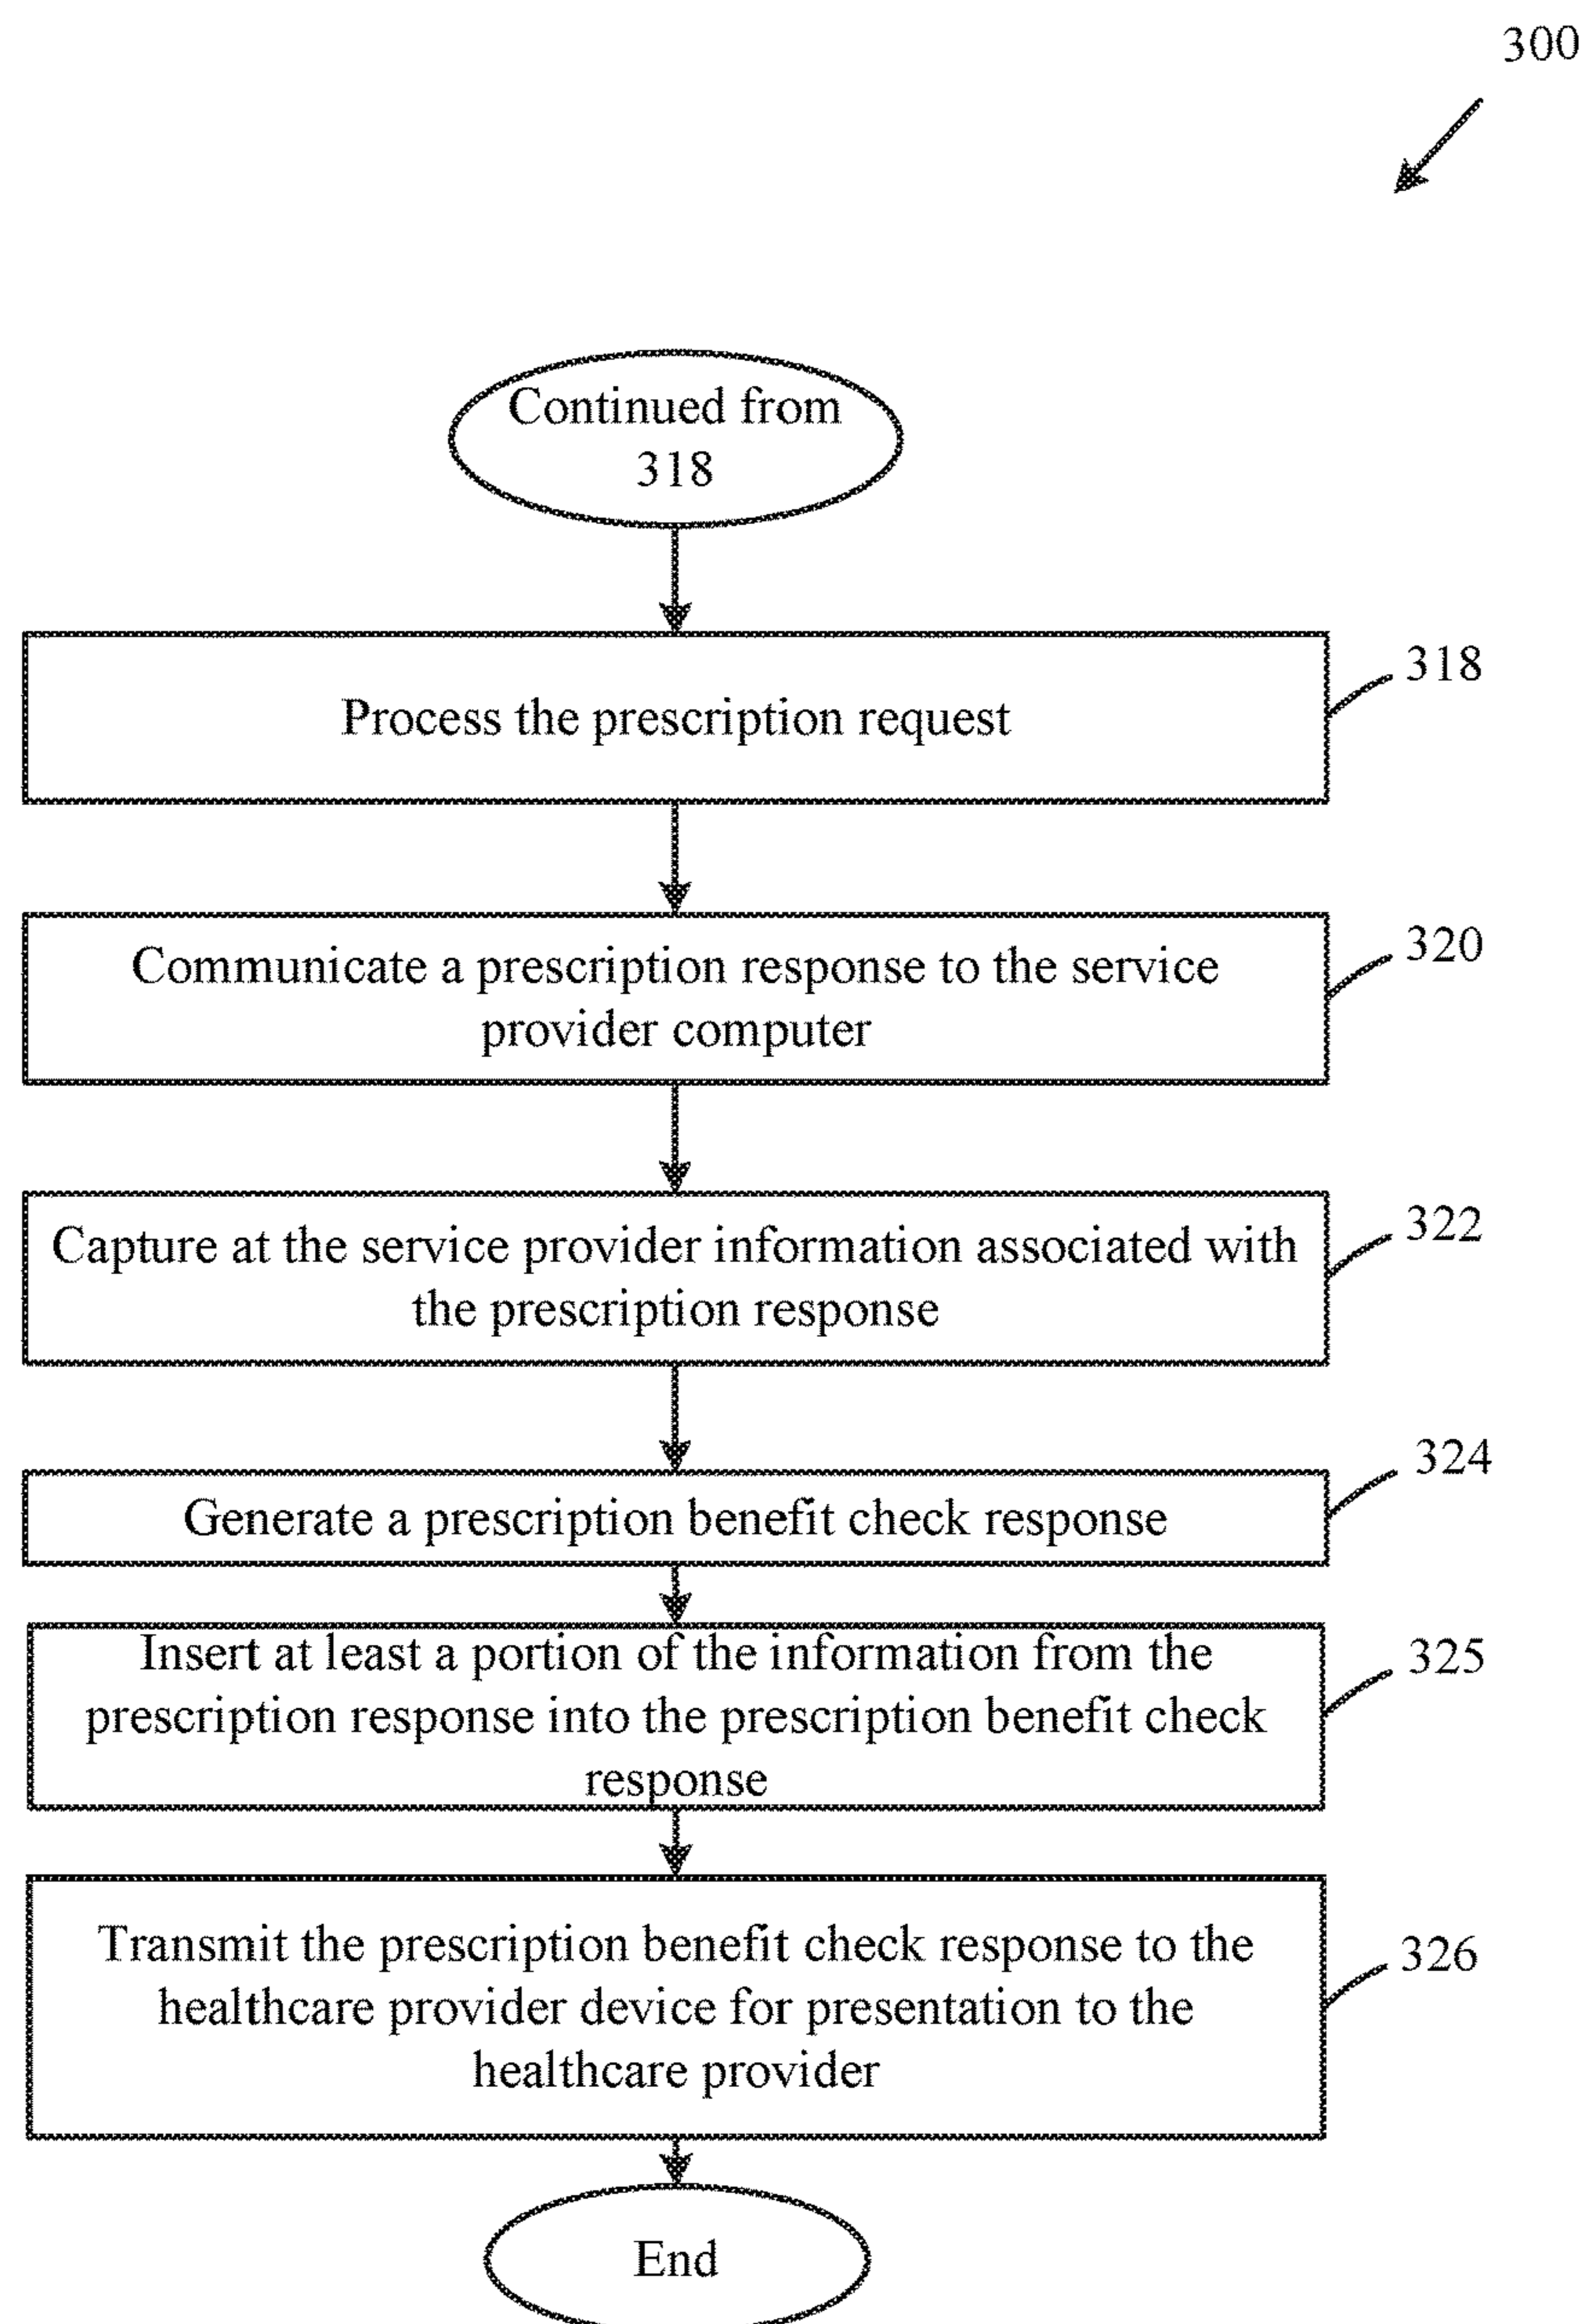 300
Continued from
318
Process the prescription request
318
Communicate a prescription response to the service
provider computer
320
Capture at the service provider information associated with
the prescription response
322
Generate a prescription benefit check response
324
Insert at least a portion of the information from the
prescription response into the prescription benefit check
response
325
Transmit the prescription benefit check response to the
healthcare provider device for presentation to the
healthcare provider
326
End